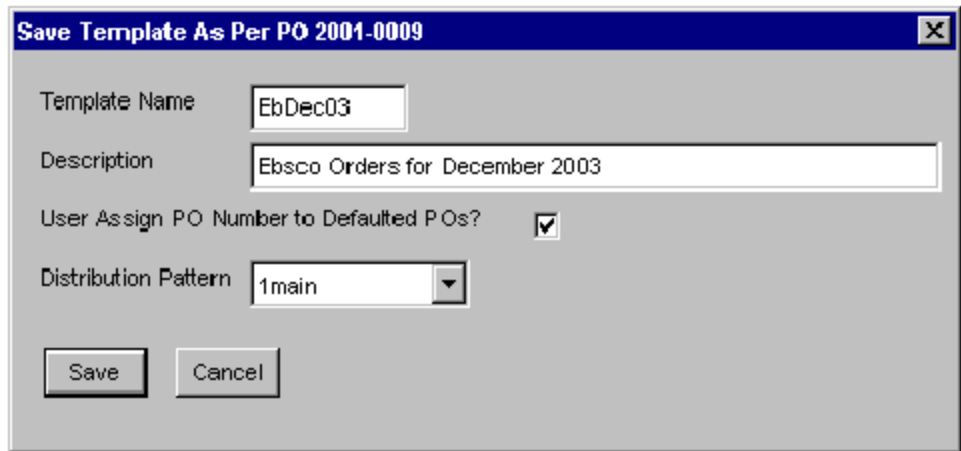 Save Template As Per PO 2001-0009
Template Name EbDec03
Description Ebsco Orders for December 2003
User Assign PO Number to Defaulted POs?
Distribution Pattern 1main
Save Cancel